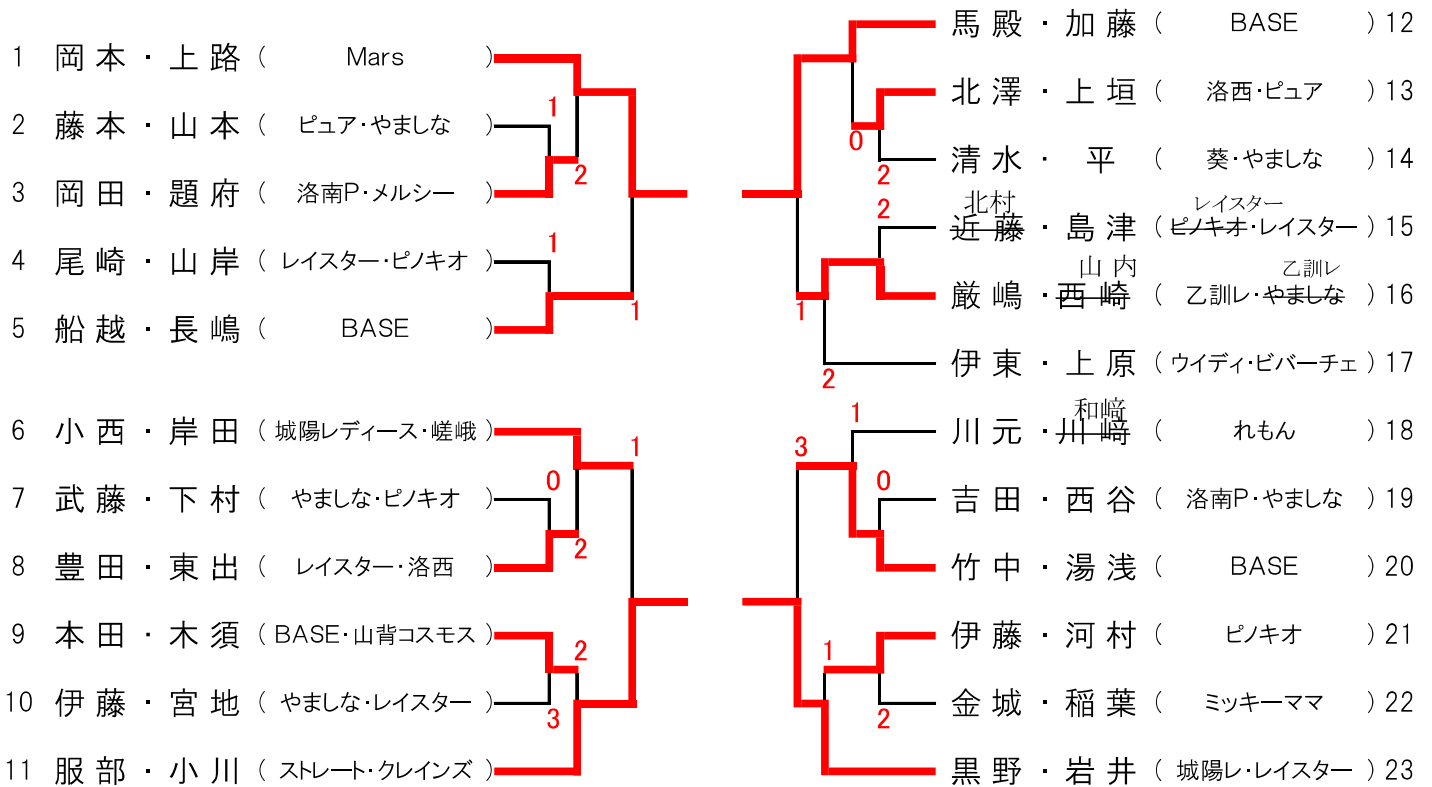 1 岡本・上路 ( Mars )
2 藤本・山本 ( ピュア・やましな )
3 岡田・題府 ( 洛南P・メルシー )
4 尾崎・山岸 ( レイスター・ピノキオ )
5 船越・長嶋 ( BASE )
6 小西・岸田 ( 城陽レディース・嵯峨 )
7 武藤・下村 ( やましな・ピノキオ )
8 豊田・東出 ( レイスター・洛西 )
9 本田・木須 ( BASE・山背コスモス )
10 伊藤・宮地 ( やましな・レイスター )
11 服部・小川 ( ストレート・クレインズ )
1
2
1
1
1
0
2
2
3
馬殿・加藤 ( BASE ) 12
北澤・上垣 ( 洛西・ピュア ) 13
清水・平 ( 葵・やましな ) 14
北村 レイスター
近藤・島津 ( ピノキオ・レイスター ) 15
山内 乙訓レ
厳嶋・西崎 ( 乙訓レ・やましな ) 16
伊東・上原 ( ウイディ・ビバーチェ ) 17
和﨑
川元・川﨑 ( れもん ) 18
吉田・西谷 ( 洛南P・やましな ) 19
竹中・湯浅 ( BASE ) 20
伊藤・河村 ( ピノキオ ) 21
金城・稲葉 ( ミッキーママ ) 22
黒野・岩井 ( 城陽レ・レイスター ) 23
0
2
2
1
2
1
3
0
1
2